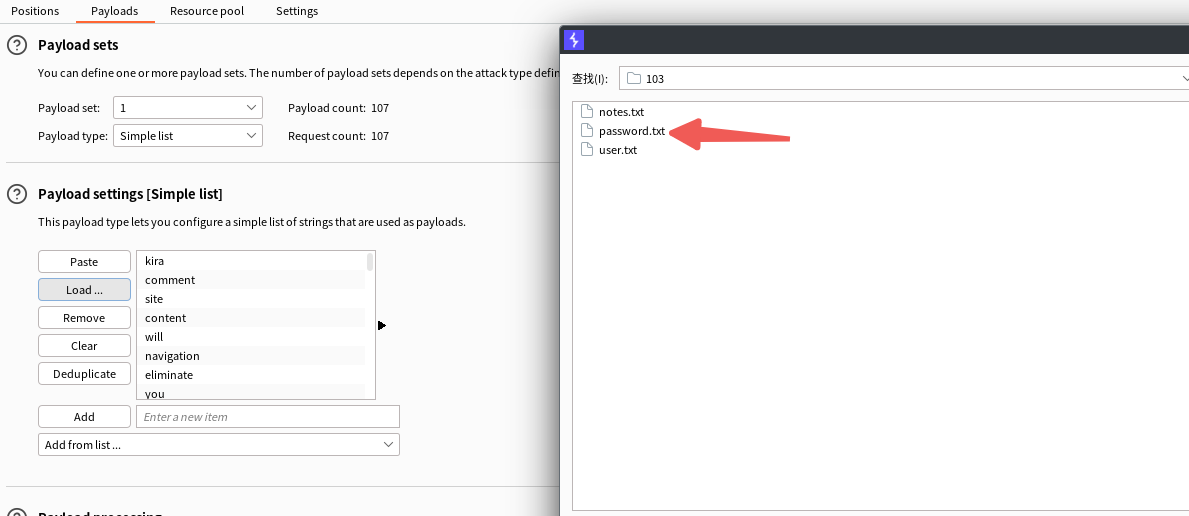 Positions Payloads Resource pool Settings
Payload sets
You can define one or more payload sets. The number of payload sets depends on the attack type defin
Payload set: 1 Payload count: 107
Payload type: Simple list Request count: 107
Payload settings [Simple list]
This payload type lets you configure a simple list of strings that are used as payloads.
Paste
Load ...
Remove
Clear
Deduplicate
kira
comment
site
content
will
navigation
eliminate
you
Add Enter a new item
Add from list ...
Payload processing
查找(I): 103
notes.txt
password.txt
user.txt